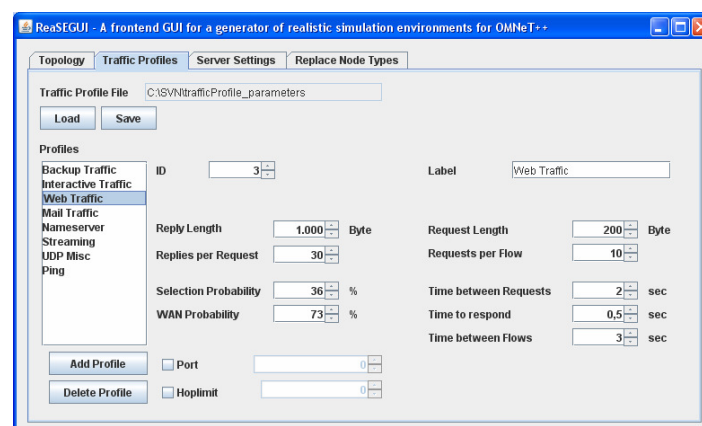 ReaSEGUI - A frontend GUI for a generator of realistic simulation environments for OMNeT++
Topology Traffic Profiles Server Settings Replace Node Types
Traffic Profile File C:\SVN\trafficProfile_parameters
Load Save
Profiles
Backup Traffic
Interactive Traffic
Web Traffic
Mail Traffic
Nameserver
Streaming
UDP Misc
Ping
ID 3 Label Web Traffic
Reply Length 1.000 Byte Request Length 200 Byte
Replies per Request 30 Requests per Flow 10
Selection Probability 36 % Time between Requests 2 sec
WAN Probability 73 % Time to respond 0,5 sec
Time between Flows 3 sec
Add Profile Port 0
Delete Profile Hoplimit 0